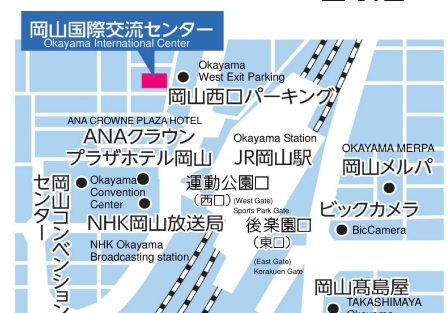 岡山国際交流センター
Okayama International Center
Okayama
West Exit Parking
岡山西口パーキング
ANA CROWNE PLAZA HOTEL
ANAクラウン
プラザホテル岡山
Okayama Station
JR岡山駅
OKAYAMA MERPA
岡山メルパ
Okayama
Convention
Center
岡山コンベンション
センター
運動公園口
(西口)
(West Gate)
Sports Park Gate
ビックカメラ
BicCamera
NHK岡山放送局
NHK Okayama
Broadcasting station
後楽園口
(東口)
(East Gate)
Korakuen Gate
岡山髙島屋
TAKASHIMAYA